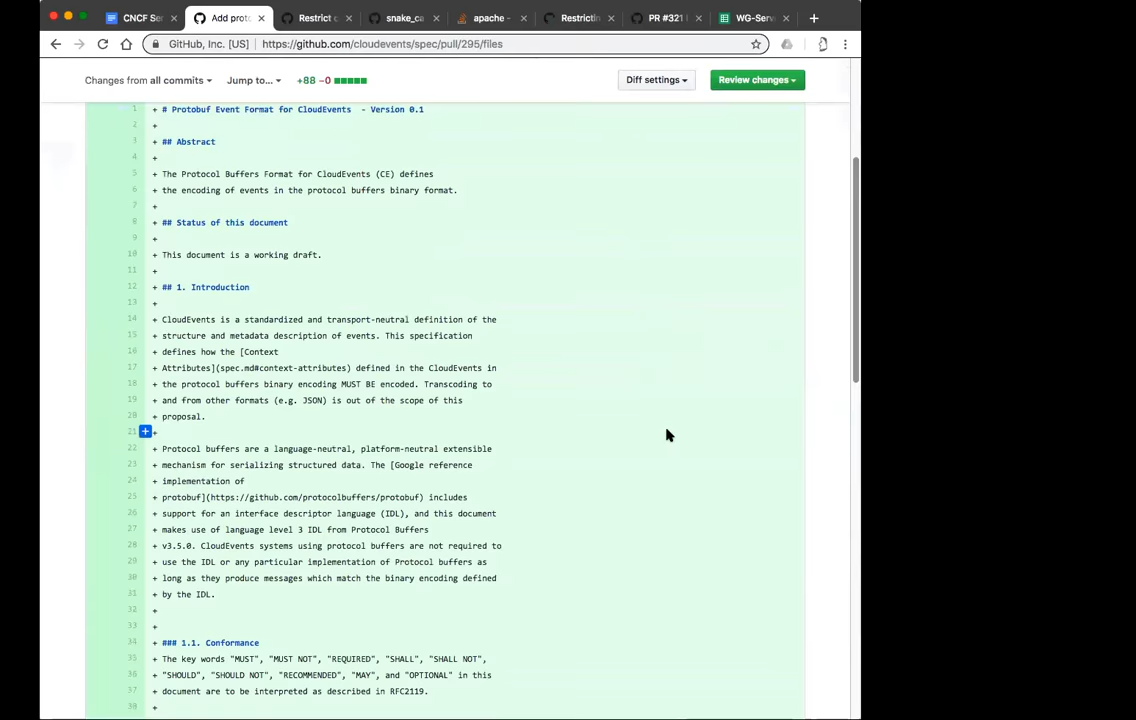 CNCF Ser
Add proto
Restrict c
snake_ca
apache -
Restrictin
PR #321
WG-Serv
GitHub, Inc. [US] | https://github.com/cloudevents/spec/pull/295/files
Changes from all commits
Jump to...
+88 −0
Diff settings
Review changes
1 + # Protobuf Event Format for CloudEvents - Version 0.1
2 +
3 + ## Abstract
4 +
5 + The Protocol Buffers Format for CloudEvents (CE) defines
6 + the encoding of events in the protocol buffers binary format.
7 +
8 + ## Status of this document
9 +
10 + This document is a working draft.
11 +
12 + ## 1. Introduction
13 +
14 + CloudEvents is a standardized and transport-neutral definition of the
15 + structure and metadata description of events. This specification
16 + defines how the [Context
17 + Attributes](spec.md#context-attributes) defined in the CloudEvents in
18 + the protocol buffers binary encoding MUST BE encoded. Transcoding to
19 + and from other formats (e.g. JSON) is out of the scope of this
20 + proposal.
21 +
22 + Protocol buffers are a language-neutral, platform-neutral extensible
23 + mechanism for serializing structured data. The [Google reference
24 + implementation of
25 + protobuf](https://github.com/protocolbuffers/protobuf) includes
26 + support for an interface descriptor language (IDL), and this document
27 + makes use of language level 3 IDL from Protocol Buffers
28 + v3.5.0. CloudEvents systems using protocol buffers are not required to
29 + use the IDL or any particular implementation of Protocol buffers as
30 + long as they produce messages which match the binary encoding defined
31 + by the IDL.
32 +
33 +
34 + ### 1.1. Conformance
35 + The key words "MUST", "MUST NOT", "REQUIRED", "SHALL", "SHALL NOT",
36 + "SHOULD", "SHOULD NOT", "RECOMMENDED", "MAY", and "OPTIONAL" in this
37 + document are to be interpreted as described in RFC2119.
38 +